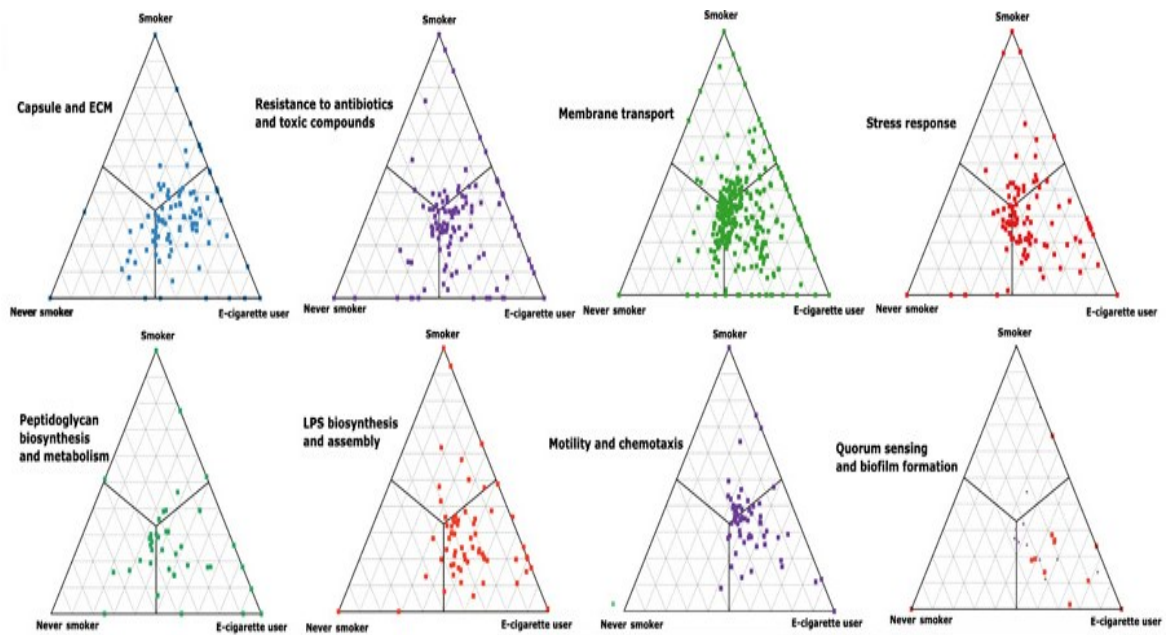 Smoker
Smoker
Smoker
Smoker
Capsule and ECM
Resistance to antibiotics
and toxic compounds
Membrane transport
Stress response
Never smoker
E-cigarette user
Never smoker
E-cigarette user
Never smoker
E-cigarette user
Never smoker
E-cigarette user
Smoker
Smoker
Smoker
Smoker
Peptidoglycan
biosynthesis
and metabolism
LPS biosynthesis
and assembly
Motility and chemotaxis
Quorum sensing
and biofilm formation
Never smoker
E-cigarette user
Never smoker
E-cigarette user
Never smoker
E-cigarette user
Never smoker
E-cigarette user